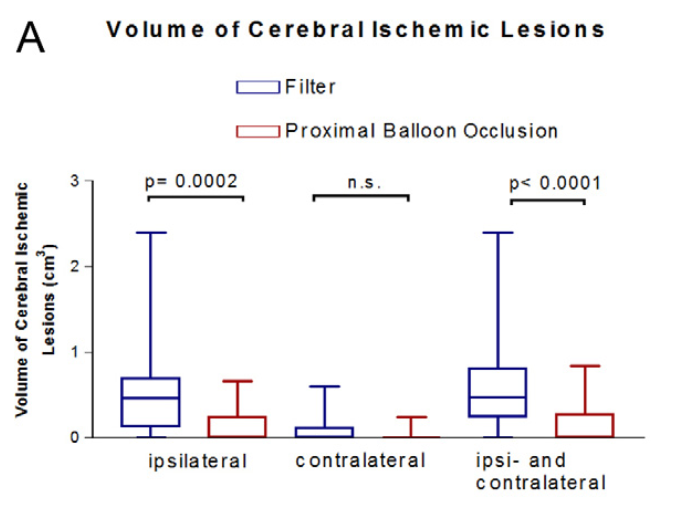 A
Volume of Cerebral Ischemic Lesions
Filter
Proximal Balloon Occlusion
Volume of Cerebral Ischemic
Lesions (cm³)
3
2
1
0
p= 0.0002
n.s.
p< 0.0001
ipsilateral
contralateral
ipsi- and
contralateral